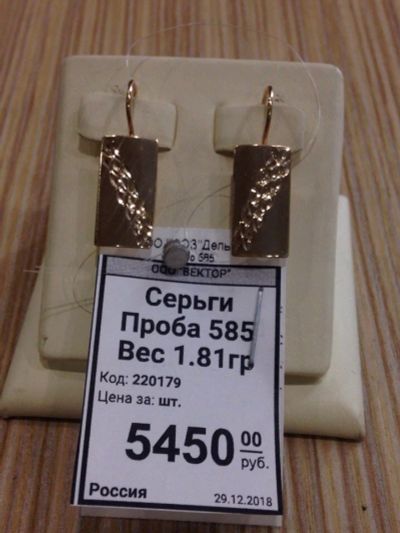 ООО "ВЕКТОР"
Серьги
Проба 585
Вес 1.81гр
Код: 220179
Цена за: шт.
5450 00
руб.
Россия
29.12.2018